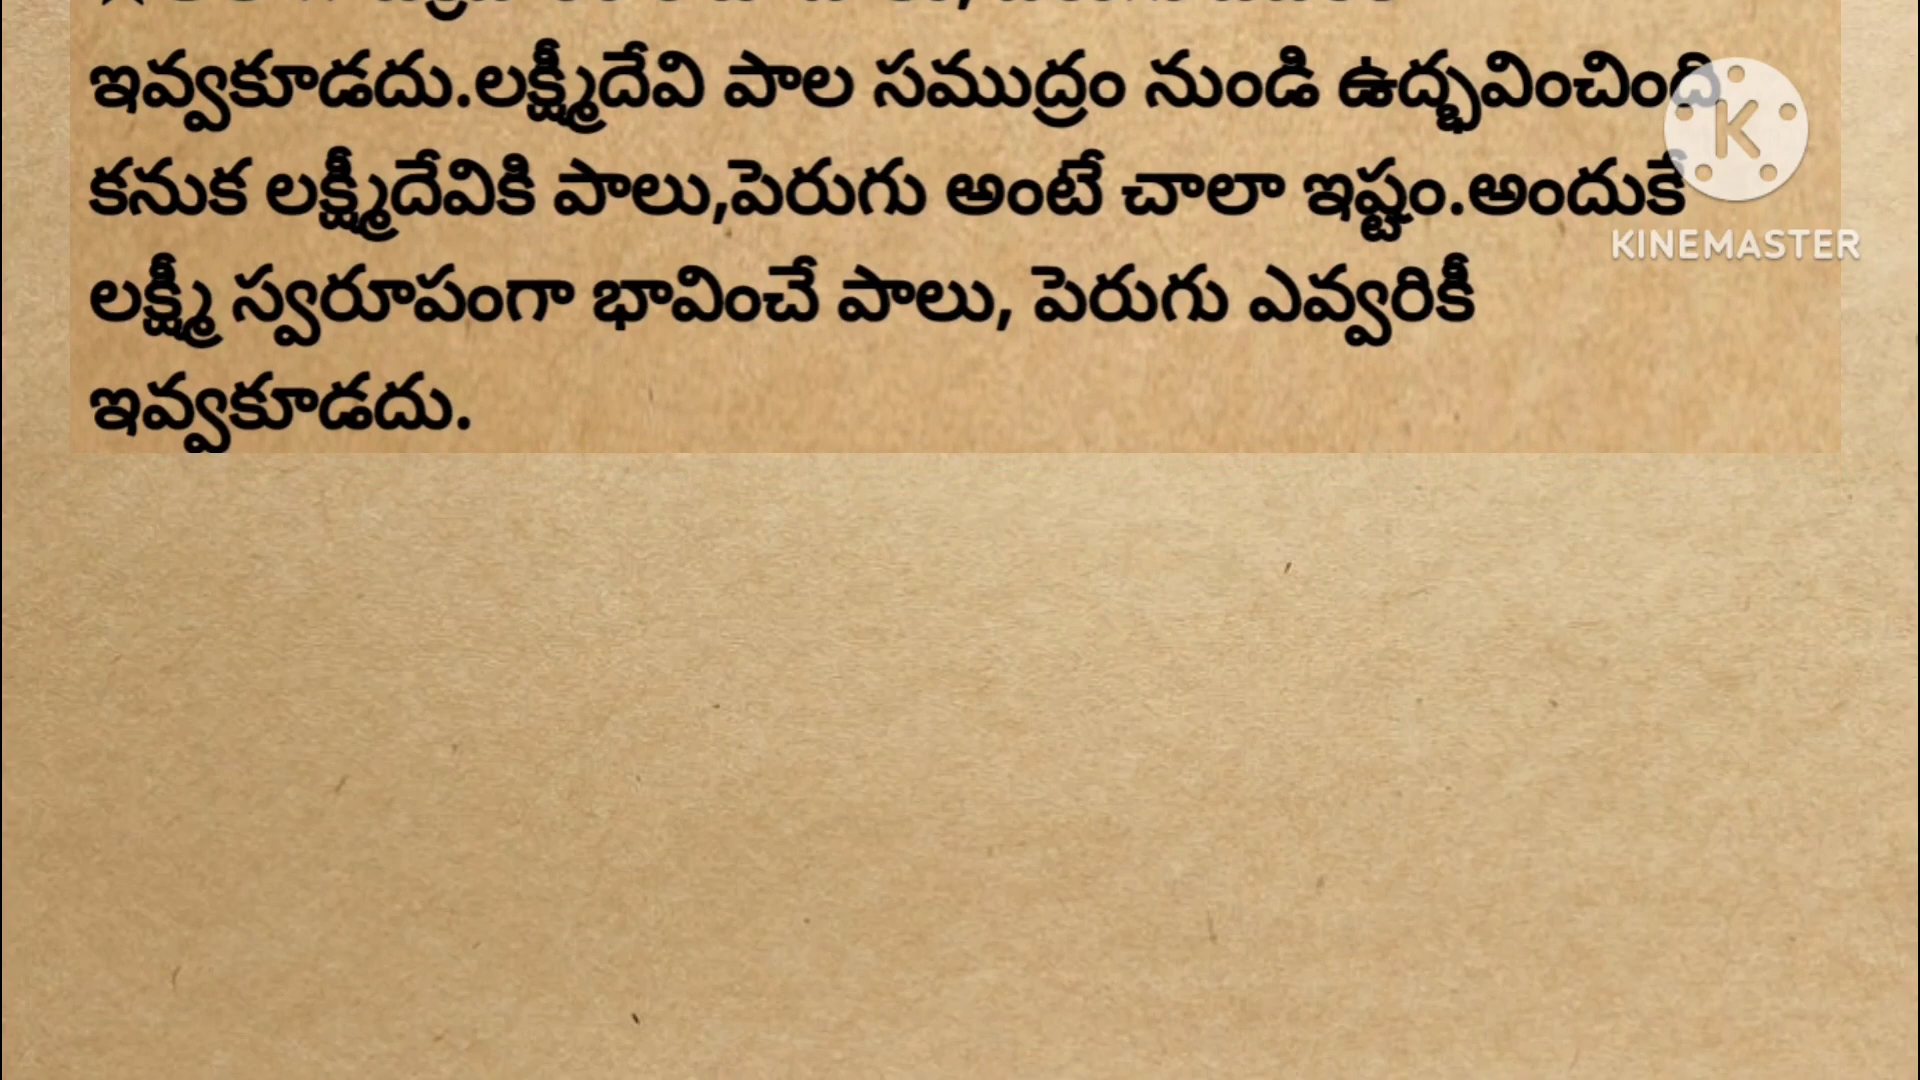 ఇవ్వకూడదు.లక్ష్మీదేవి పాల సముద్రం నుండి ఉద్భవించింది
కనుక లక్ష్మీదేవికి పాలు,పెరుగు అంటే చాలా ఇష్టం.అందుకే
లక్ష్మీ స్వరూపంగా భావించే పాలు, పెరుగు ఎవ్వరికీ
ఇవ్వకూడదు.
K
KINEMASTER